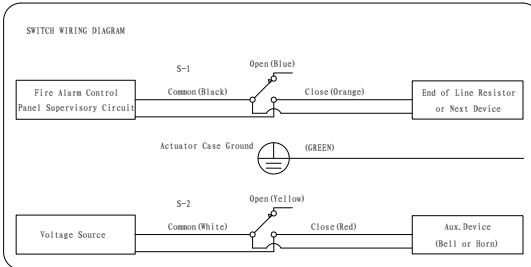 SWITCH WIRING DIAGRAM
S-1
Open(Blue)
Fire Alarm Control
Panel Supervisory Circuit
Common(Black)
Close(Orange)
End of Line Resistor
or Next Device
Actuator Case Ground
(GREEN)
S-2
Open(Yellow)
Voltage Source
Common(White)
Close(Red)
Aux.Device
(Bell or Horn)